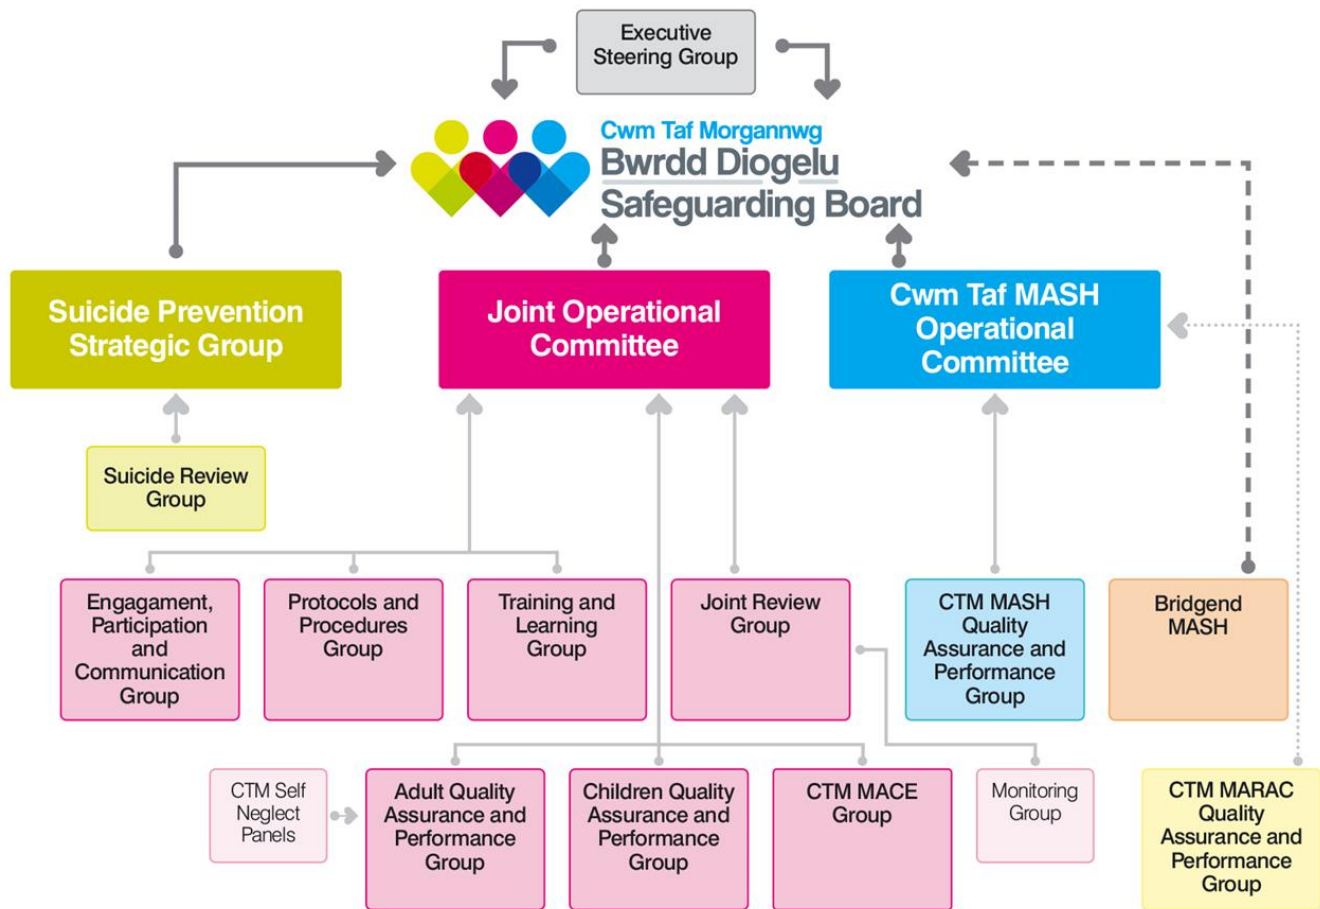 Executive
Steering Group
Cwm Taf Morgannwg
Bwrdd Diogelu
Safeguarding Board
Suicide Prevention
Strategic Group
Joint Operational
Committee
Cwm Taf MASH
Operational
Committee
Suicide Review
Group
Engagament,
Participation
and
Communication
Group
Protocols and
Procedures
Group
Training and
Learning
Group
Joint Review
Group
CTM MASH
Quality
Assurance and
Performance
Group
Bridgend
MASH
CTM Self
Neglect
Panels
Adult Quality
Assurance and
Performance
Group
Children Quality
Assurance and
Performance
Group
CTM MACE
Group
Monitoring
Group
CTM MARAC
Quality
Assurance and
Performance
Group